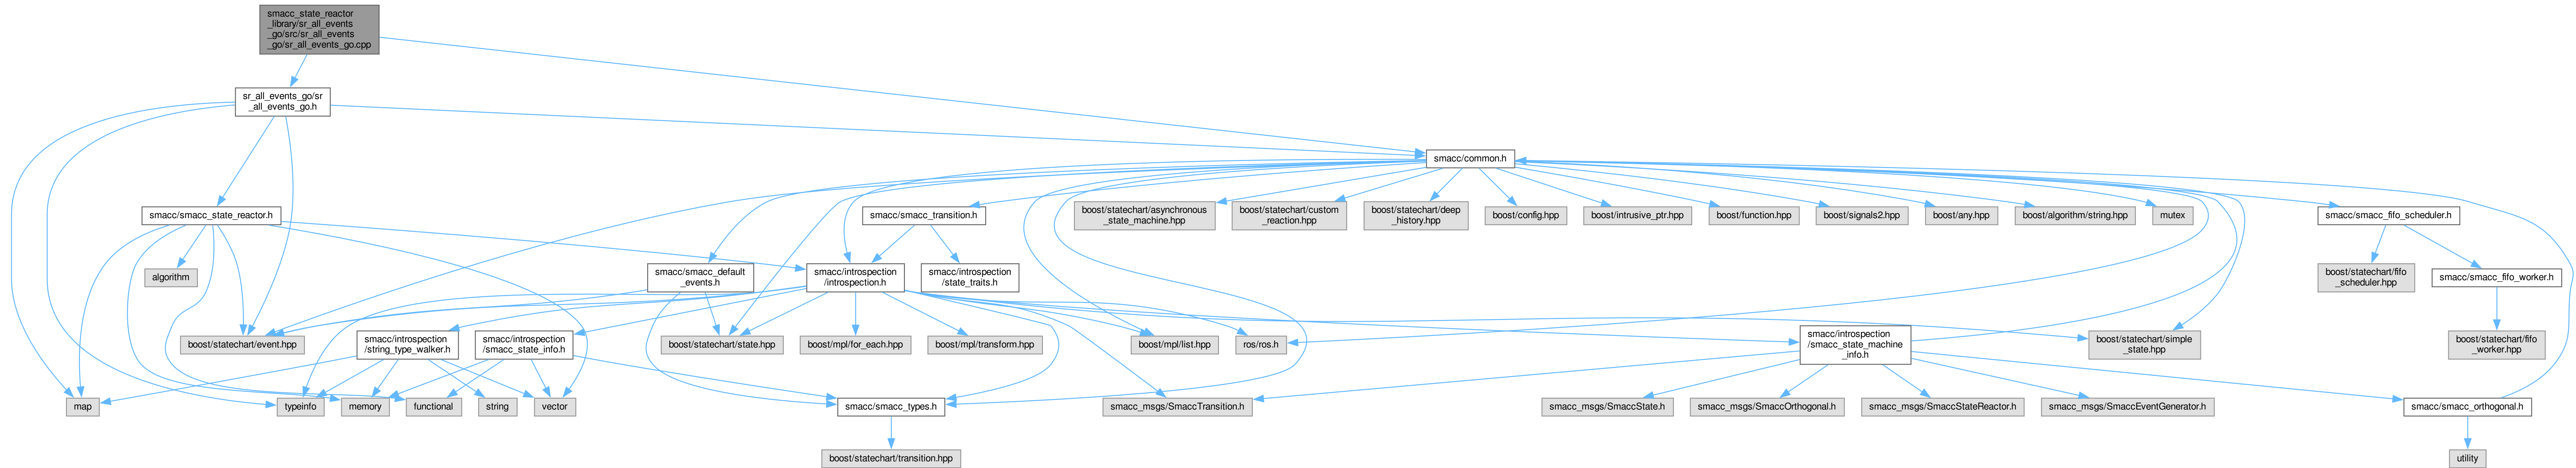 smacc_state_reactor
_library/sr_all_events
_go/src/sr_all_events
_go/sr_all_events_go.cpp
sr_all_events_go/sr
_all_events_go.h
smacc/common.h
smacc/smacc_state_reactor.h
smacc/smacc_transition.h
boost/statechart/asynchronous
_state_machine.hpp
boost/statechart/custom
_reaction.hpp
boost/statechart/deep
_history.hpp
boost/config.hpp
boost/intrusive_ptr.hpp
boost/function.hpp
boost/signals2.hpp
boost/any.hpp
boost/algorithm/string.hpp
mutex
smacc/smacc_fifo_scheduler.h
algorithm
smacc/smacc_default
_events.h
smacc/introspection
/introspection.h
smacc/introspection
/state_traits.h
boost/statechart/fifo
_scheduler.hpp
smacc/smacc_fifo_worker.h
boost/statechart/event.hpp
smacc/introspection
/string_type_walker.h
smacc/introspection
/smacc_state_info.h
boost/statechart/state.hpp
boost/mpl/for_each.hpp
boost/mpl/transform.hpp
boost/mpl/list.hpp
ros/ros.h
smacc/introspection
/smacc_state_machine
_info.h
boost/statechart/simple
_state.hpp
boost/statechart/fifo
_worker.hpp
map
typeinfo
memory
functional
string
vector
smacc/smacc_types.h
smacc_msgs/SmaccTransition.h
smacc_msgs/SmaccState.h
smacc_msgs/SmaccOrthogonal.h
smacc_msgs/SmaccStateReactor.h
smacc_msgs/SmaccEventGenerator.h
smacc/smacc_orthogonal.h
boost/statechart/transition.hpp
utility